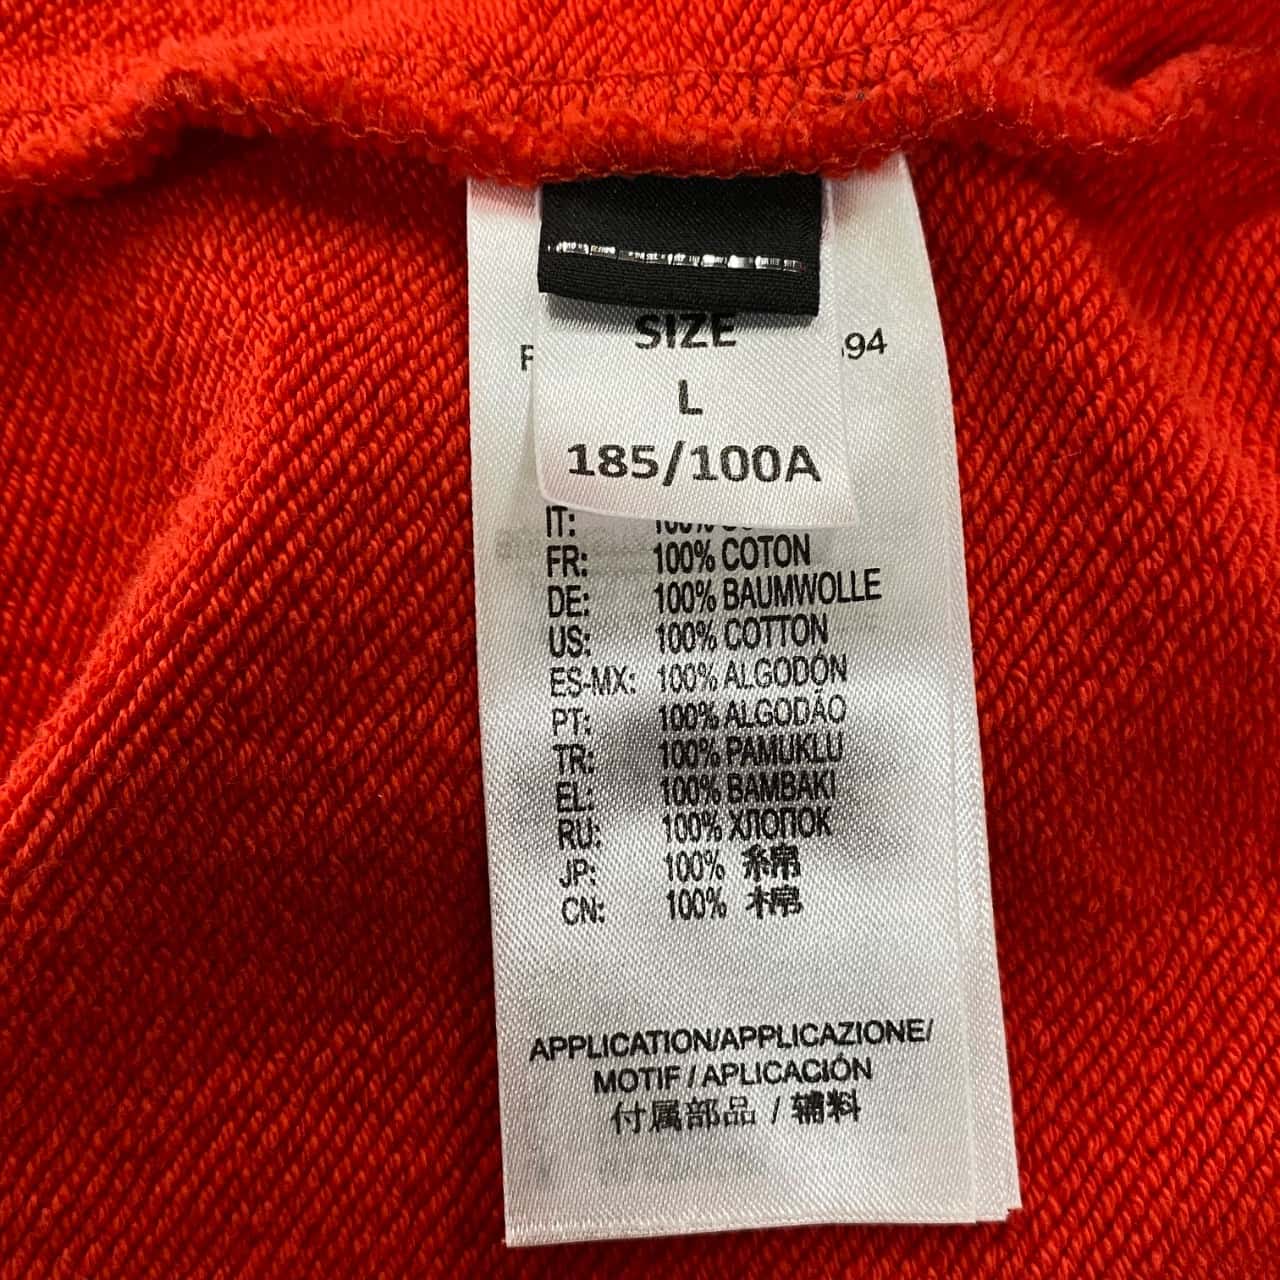 SIZE
L
185/100A
94
IT: 100%
FR: 100% COTON
DE: 100% BAUMWOLLE
US: 100% COTTON
ES-MX: 100% ALGODÓN
PT: 100% ALGODÃO
TR: 100% PAMUKLU
EL: 100% BAMBAKI
RU: 100% ХЛОПОК
JP: 100% 綿
CN: 100% 棉
APPLICATION/APPLICAZIONE/
MOTIF / APLICACIÓN
付属部品 / 辅料